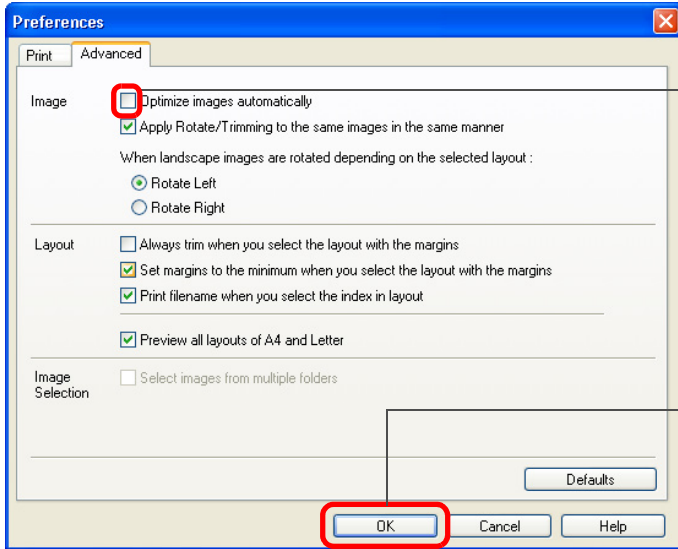 Preferences
Print Advanced
Image Optimize images automatically
Apply Rotate/Trimming to the same images in the same manner
When landscape images are rotated depending on the selected layout :
Rotate Left
Rotate Right
Layout Always trim when you select the layout with the margins
Set margins to the minimum when you select the layout with the margins
Print filename when you select the index in layout
Preview all layouts of A4 and Letter
Image Select images from multiple folders
Selection
Defaults
OK Cancel Help